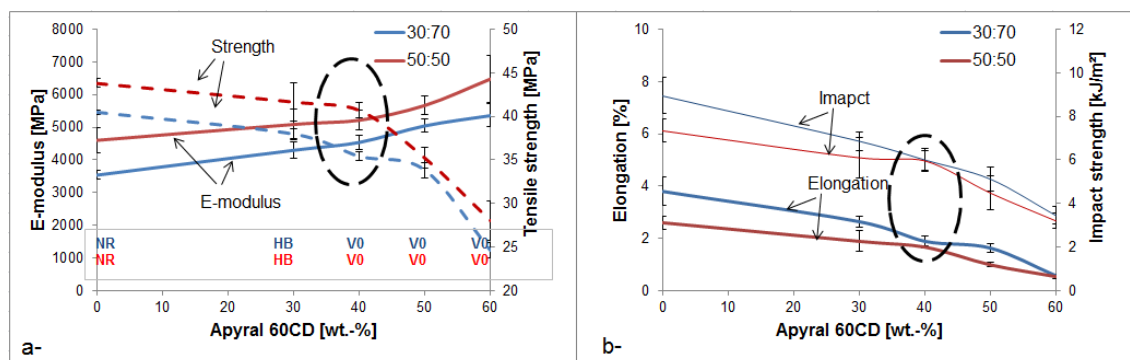 30:70
50:50
Strength
E-modulus
E-modulus [MPa]
8000
7000
6000
5000
4000
3000
2000
1000
0
Tensile strength [MPa]
50
45
40
35
30
25
20
NR HB V0 V0 V0
NR HB V0 V0 V0
0 10 20 30 40 50 60
Apyral 60CD [wt.-%]
a-
30:70
50:50
Imapct
Elongation
Elongation [%]
10
8
6
4
2
0
Impact strength [kJ/m²]
12
10
8
6
4
2
0
0 10 20 30 40 50 60
Apyral 60CD [wt.-%]
b-